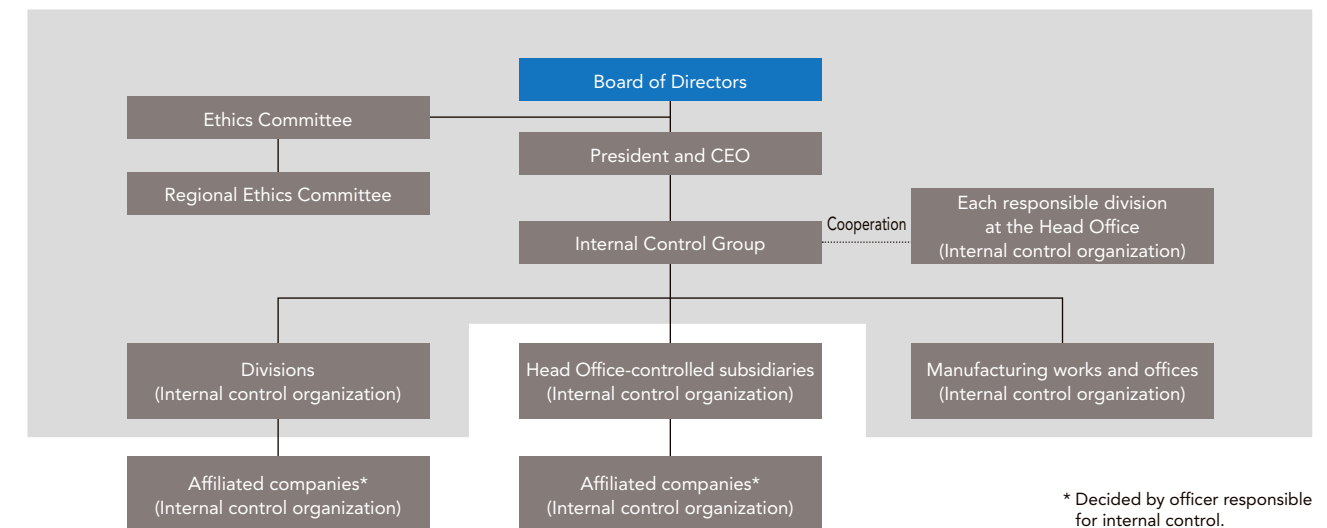 Board of Directors
Ethics Committee
President and CEO
Regional Ethics Committee
Each responsible division
at the Head Office
(Internal control organization)
Cooperation
Internal Control Group
Divisions
(Internal control organization)
Head Office-controlled subsidiaries
(Internal control organization)
Manufacturing works and offices
(Internal control organization)
Affiliated companies*
(Internal control organization)
Affiliated companies*
(Internal control organization)
* Decided by officer responsible
for internal control.